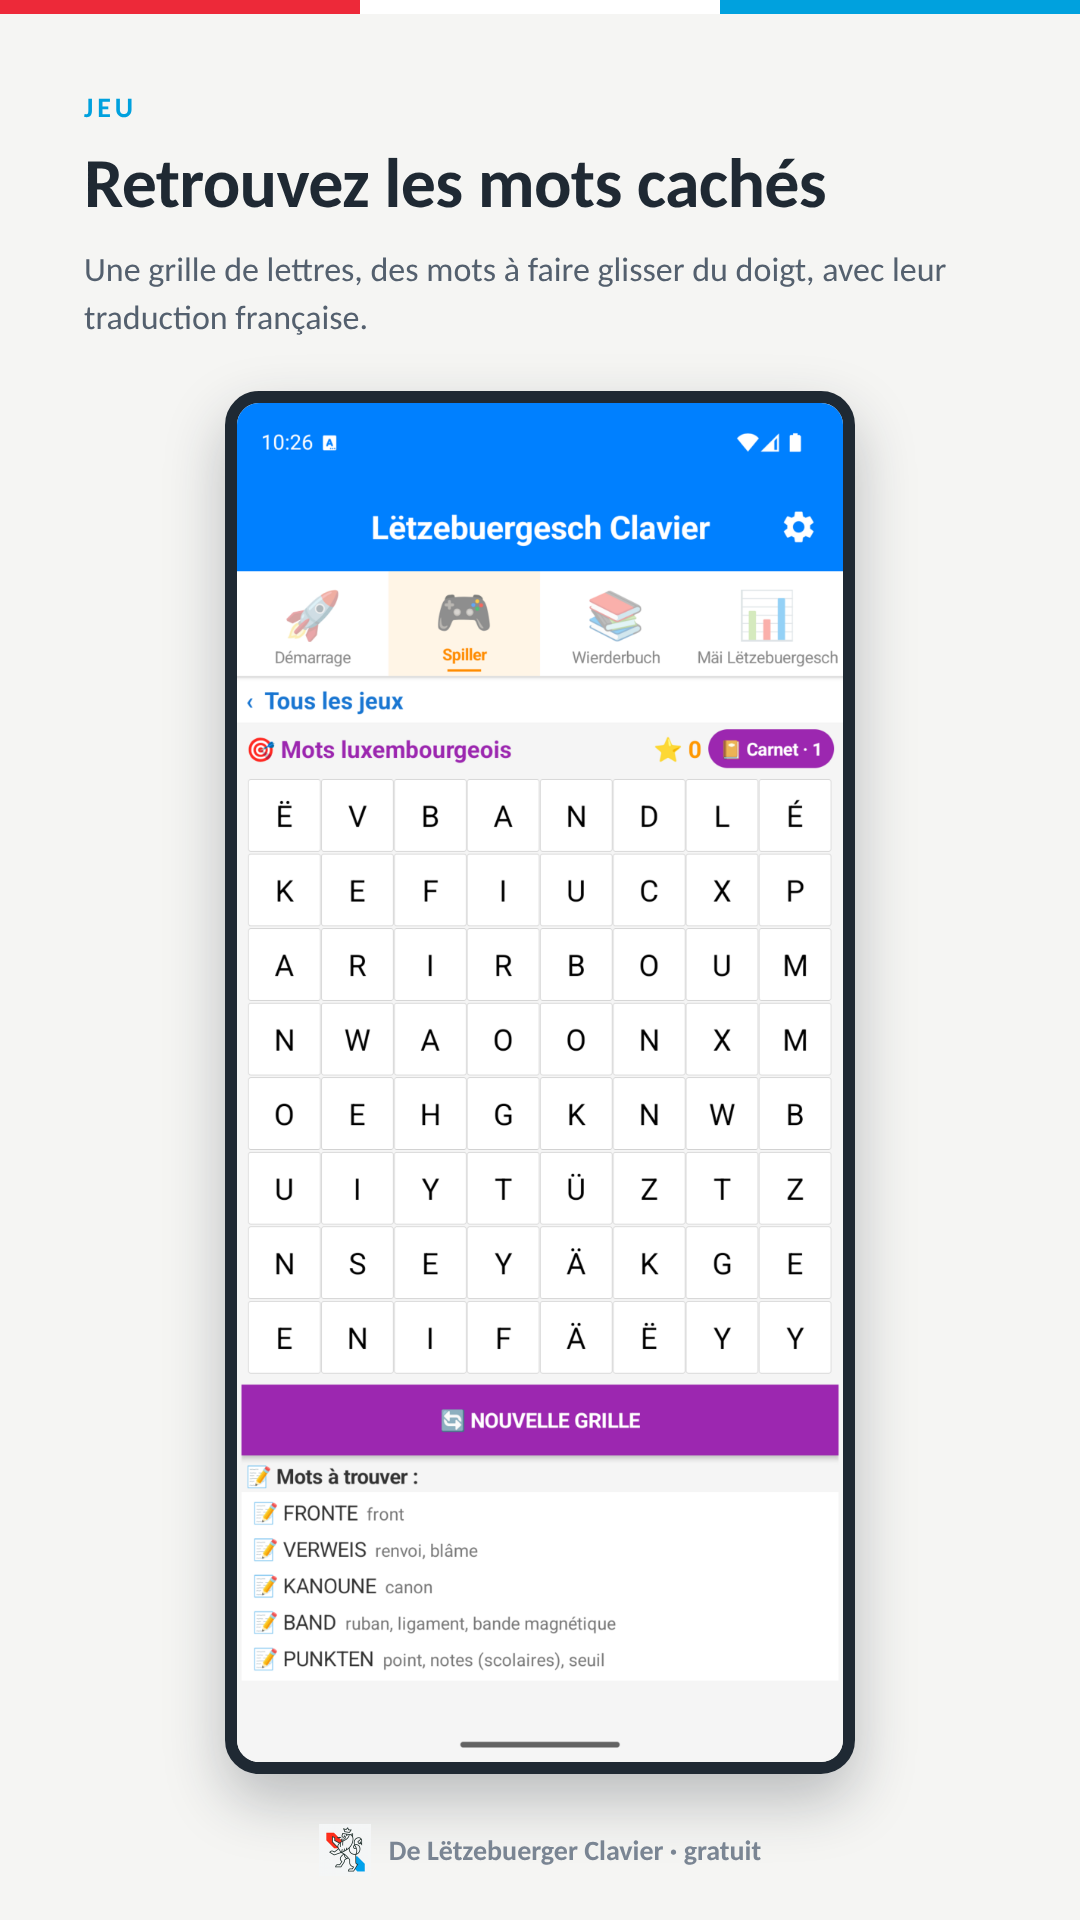 JEU
Retrouvez les mots cachés
Une grille de lettres, des mots à faire glisser du doigt, avec leur
traduction française.
10:26 A
Lëtzebuergesch Clavier
Démarrage Spiller Wierderbuch Mäi Lëtzebuergesch
‹ Tous les jeux
Mots luxembourgeois 0 Carnet · 1
Ë V B A N D L É
K E F I U C X P
A R I R B O U M
N W A O O N X M
O E H G K N W B
U I Y T Ü Z T Z
N S E Y Ä K G E
E N I F Ä Ë Y Y
NOUVELLE GRILLE
Mots à trouver :
FRONTE front
VERWEIS renvoi, blâme
KANOUNE canon
BAND ruban, ligament, bande magnétique
PUNKTEN point, notes (scolaires), seuil
De Lëtzebuerger Clavier · gratuit